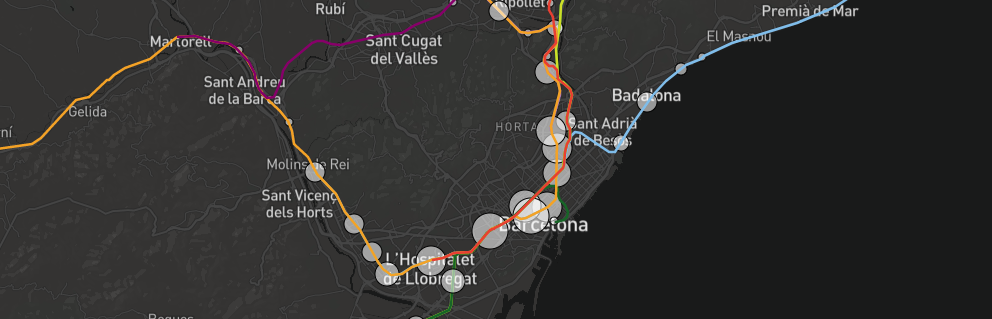 Rubí
Ripollet
Premià de Mar
Martorell
Sant Cugat
del Vallès
El Masnou
Sant Andreu
de la Barca
Badalona
Gelida
HORTA
Sant Adrià
de Besòs
Molins de Rei
Sant Vicenç
dels Horts
Barcelona
L'Hospitalet
de Llobregat